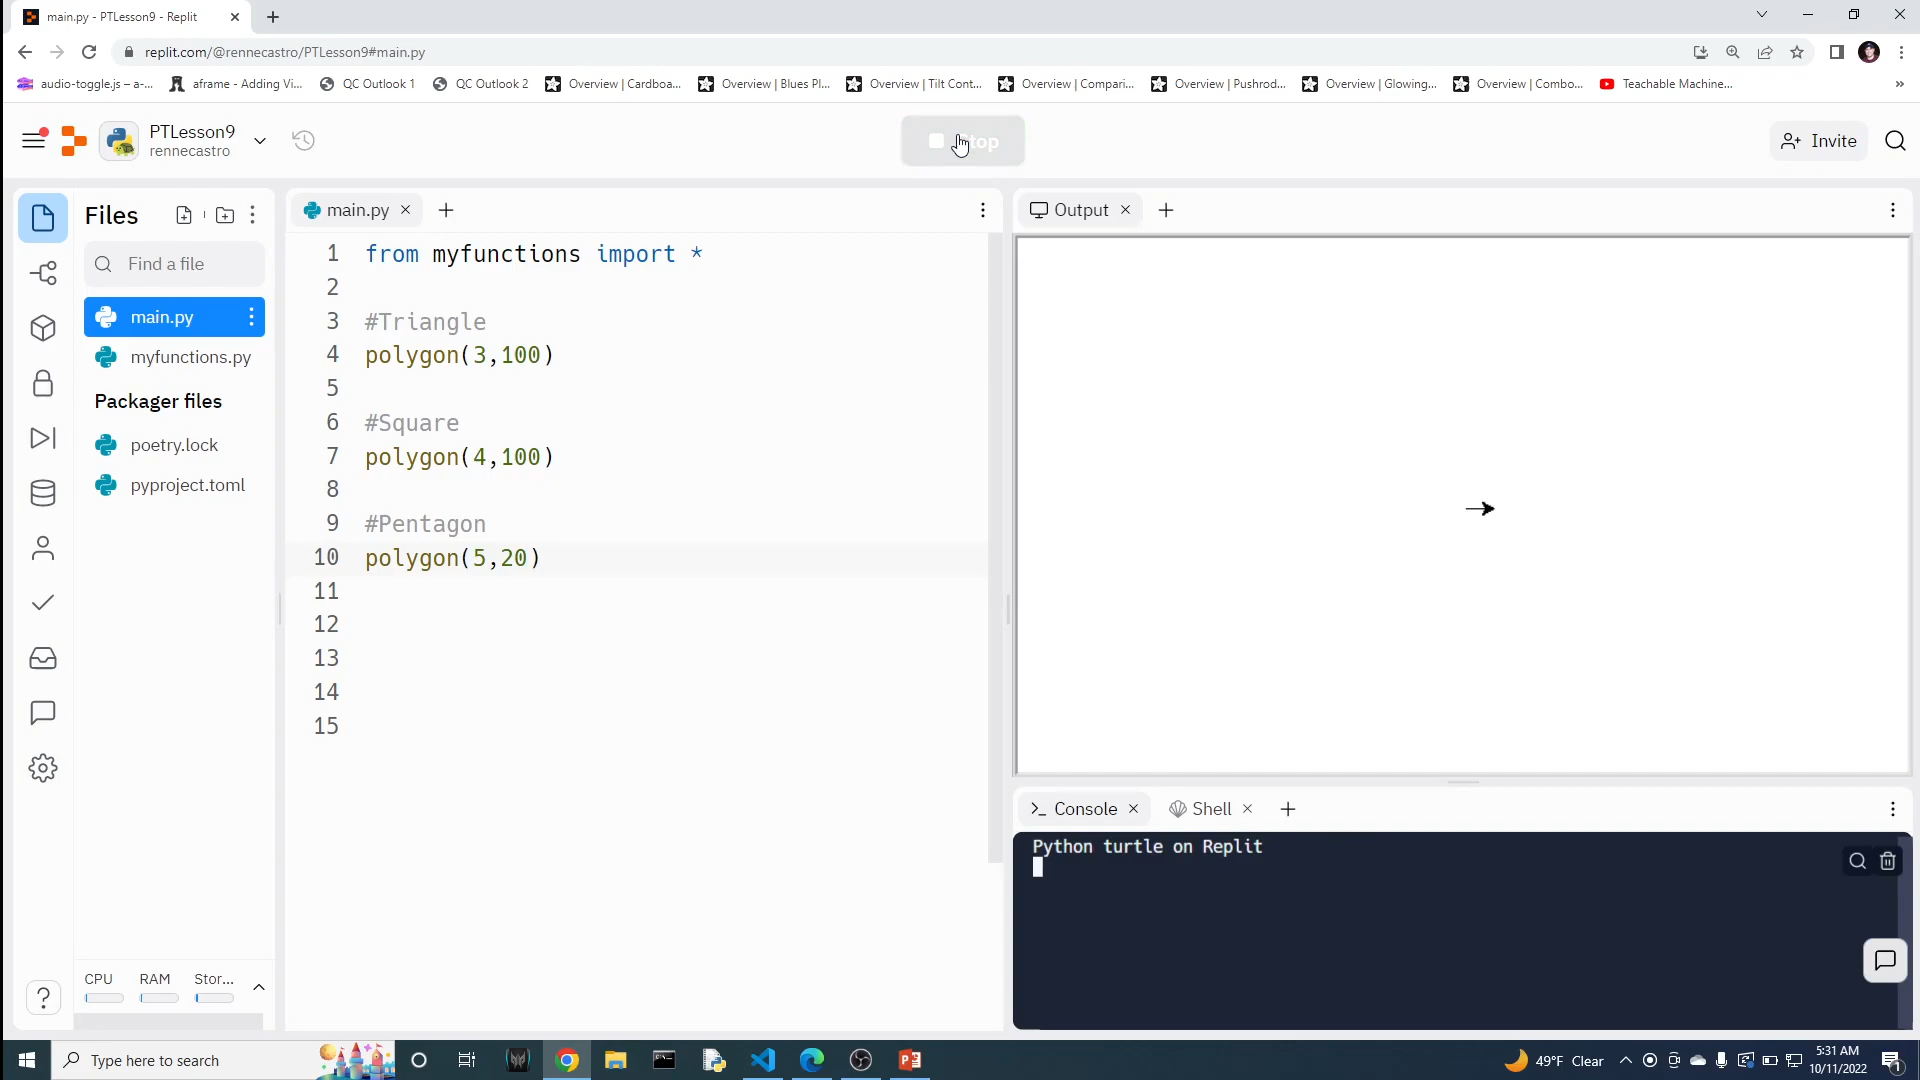 main.py - PTLesson9 - Replit
replit.com/@rennecastro/PTLesson9#main.py
audio-toggle.js – a-...
aframe - Adding Vi...
QC Outlook 1
QC Outlook 2
Overview | Cardboa...
Overview | Blues Pl...
Overview | Tilt Cont...
Overview | Compari...
Overview | Pushrod...
Overview | Glowing...
Overview | Combo...
Teachable Machine...
»
PTLesson9
rennecastro
Invite
Files
Find a file
main.py
myfunctions.py
Packager files
poetry.lock
pyproject.toml
CPU
RAM
Stor...
?
main.py
1 from myfunctions import *
2
3 #Triangle
4 polygon(3,100)
5
6 #Square
7 polygon(4,100)
8
9 #Pentagon
10 polygon(5,20)
11
12
13
14
15
Output
Console
Shell
Python turtle on Replit
Type here to search
49°F Clear
5:31 AM
10/11/2022
1